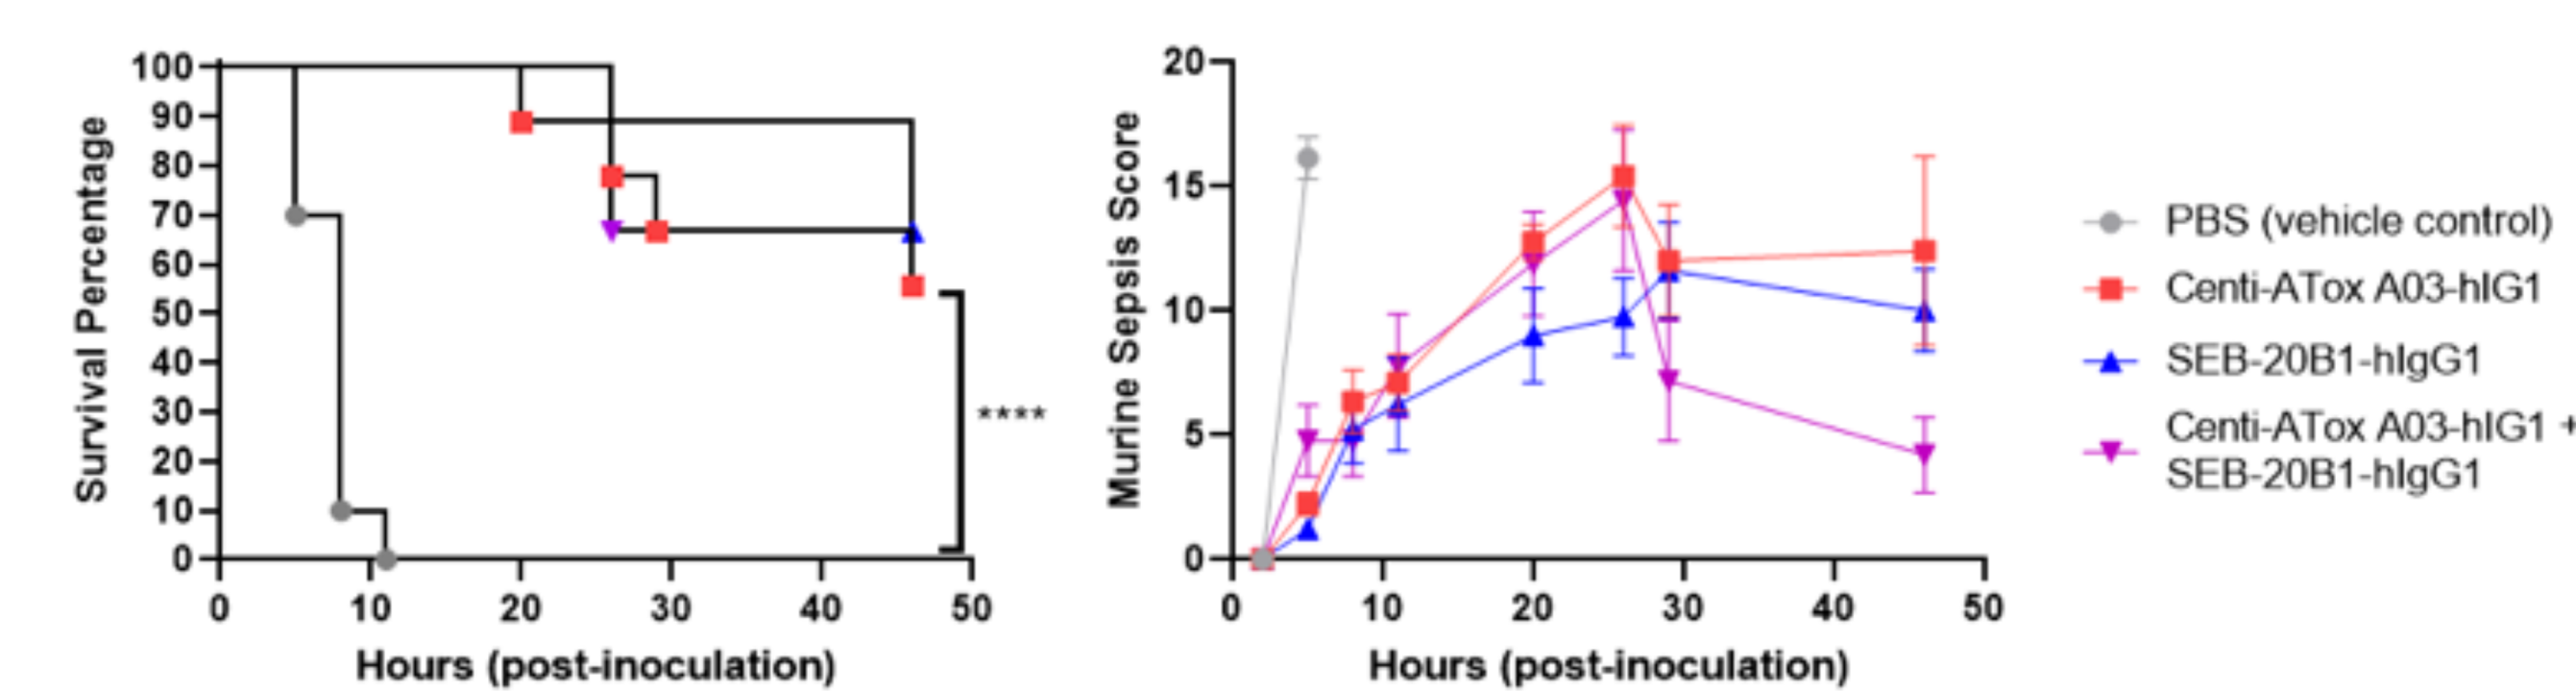 100
90
80
70
60
50
40
30
20
10
0
Survival Percentage
0 10 20 30 40 50
Hours (post-inoculation)
****
20
15
10
5
0
Murine Sepsis Score
0 10 20 30 40 50
Hours (post-inoculation)
PBS (vehicle control)
Centi-ATox A03-hIG1
SEB-20B1-hIgG1
Centi-ATox A03-hIG1 +
SEB-20B1-hIgG1